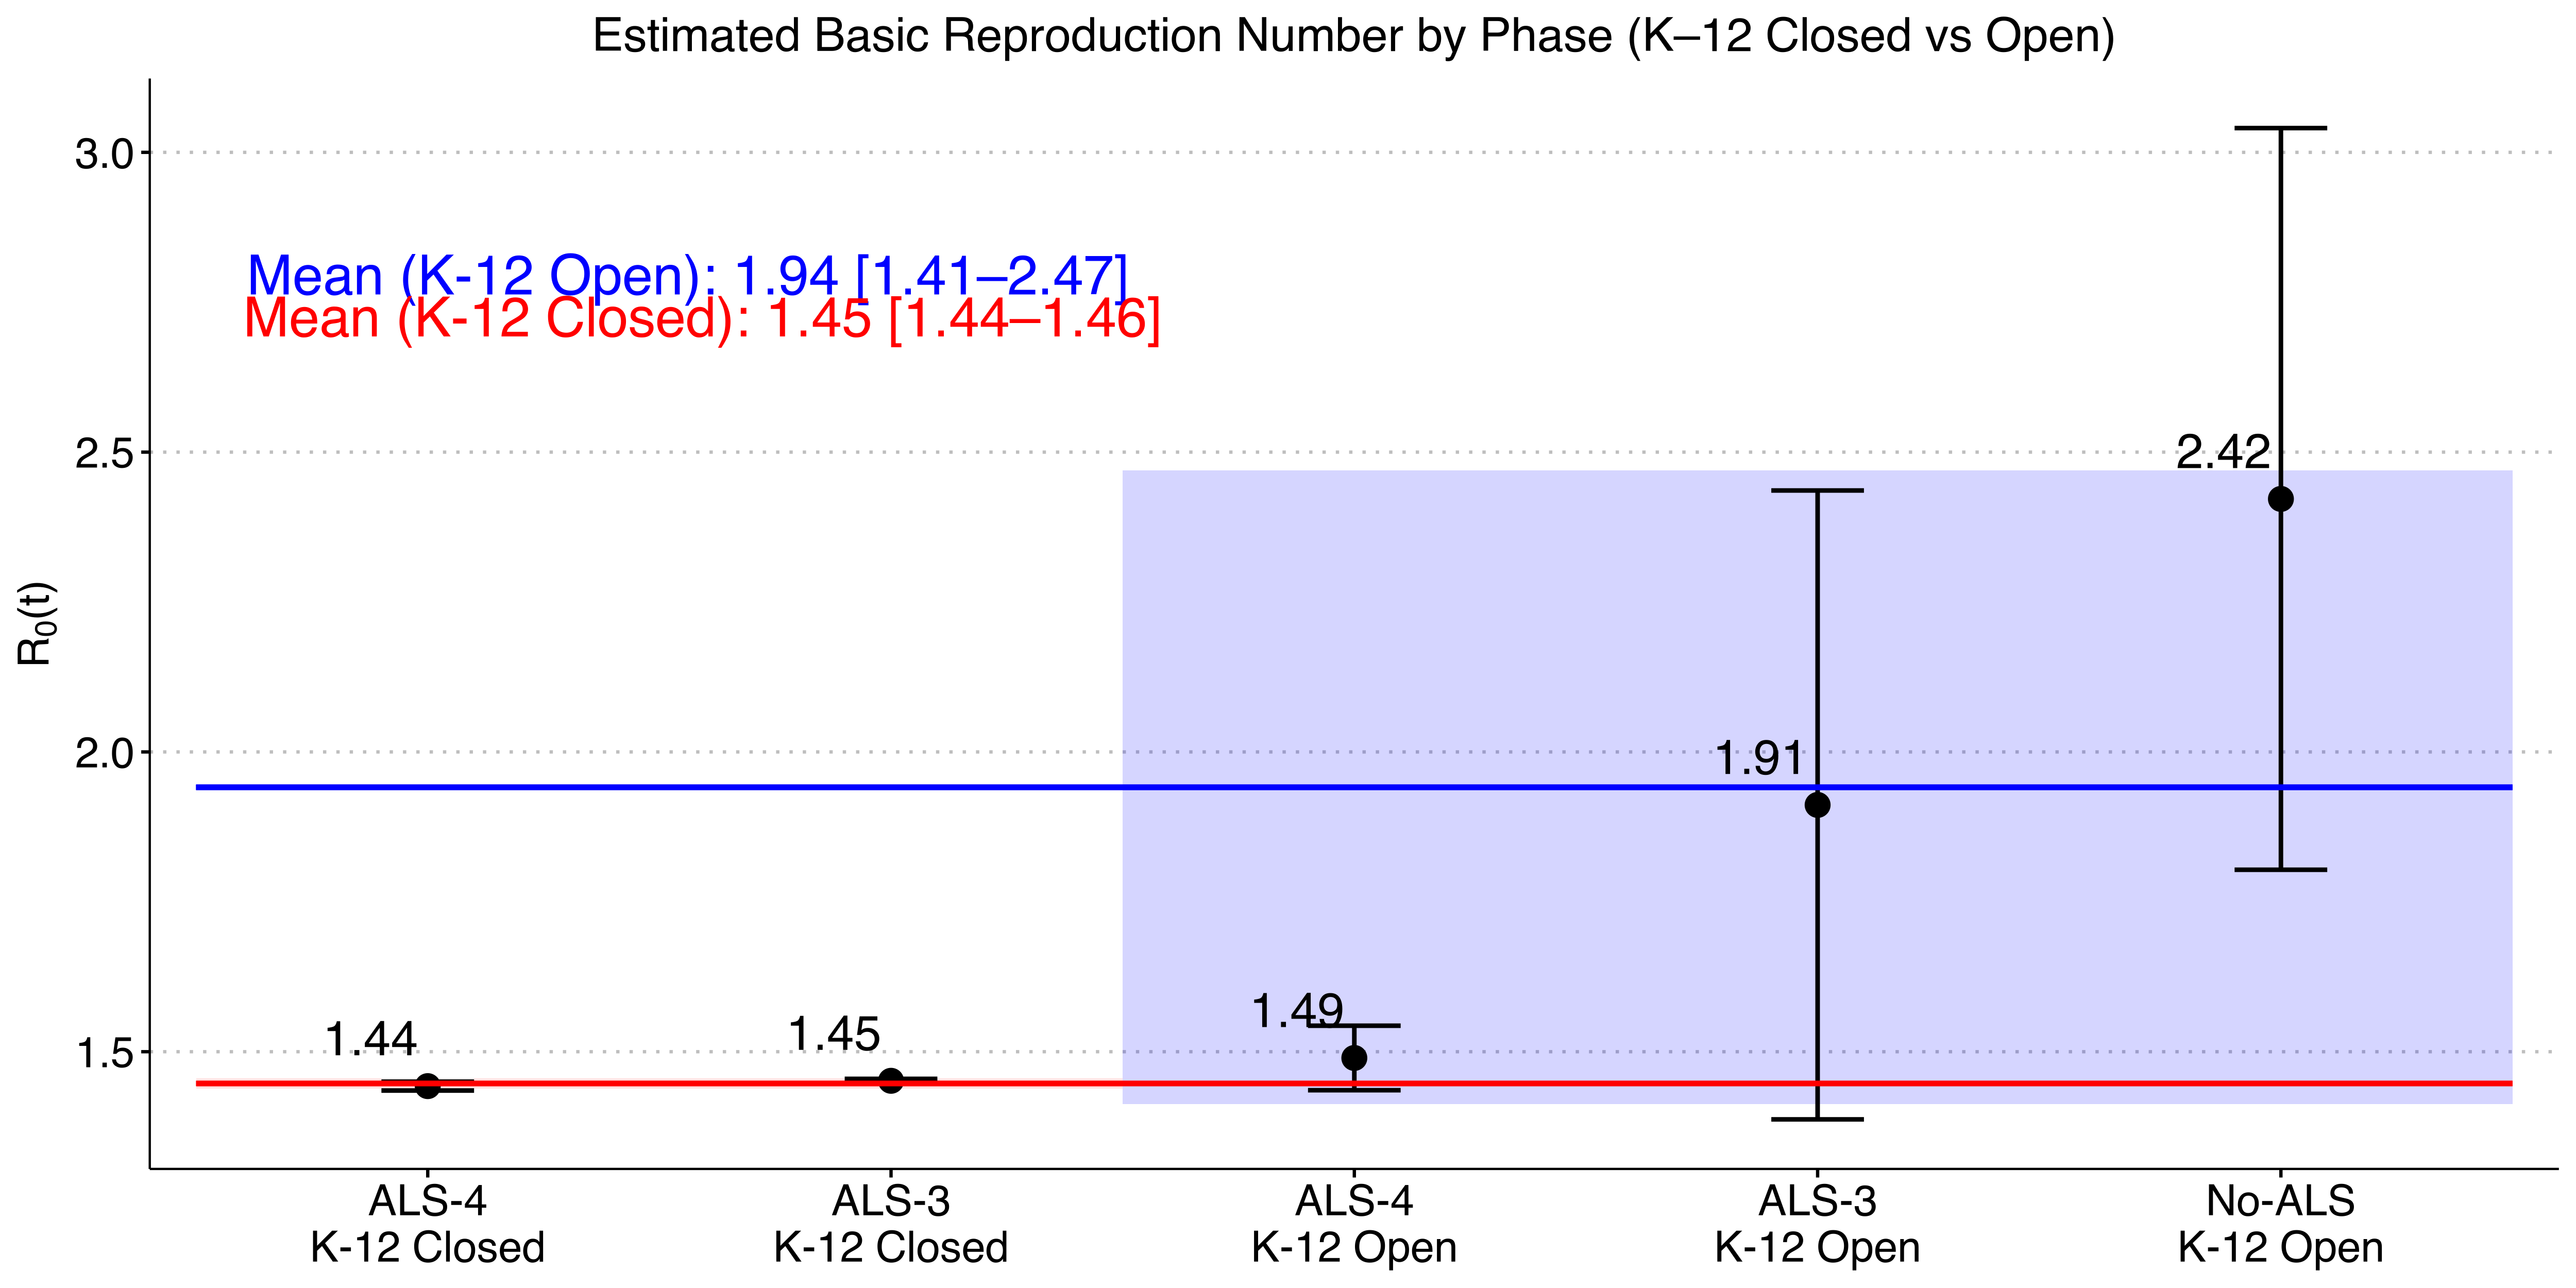 Estimated Basic Reproduction Number by Phase (K–12 Closed vs Open)
R₀(t)
3.0
2.5
2.0
1.5
Mean (K-12 Open): 1.94 [1.41–2.47]
Mean (K-12 Closed): 1.45 [1.44–1.46]
1.44
1.45
1.49
1.91
2.42
ALS-4
K-12 Closed
ALS-3
K-12 Closed
ALS-4
K-12 Open
ALS-3
K-12 Open
No-ALS
K-12 Open